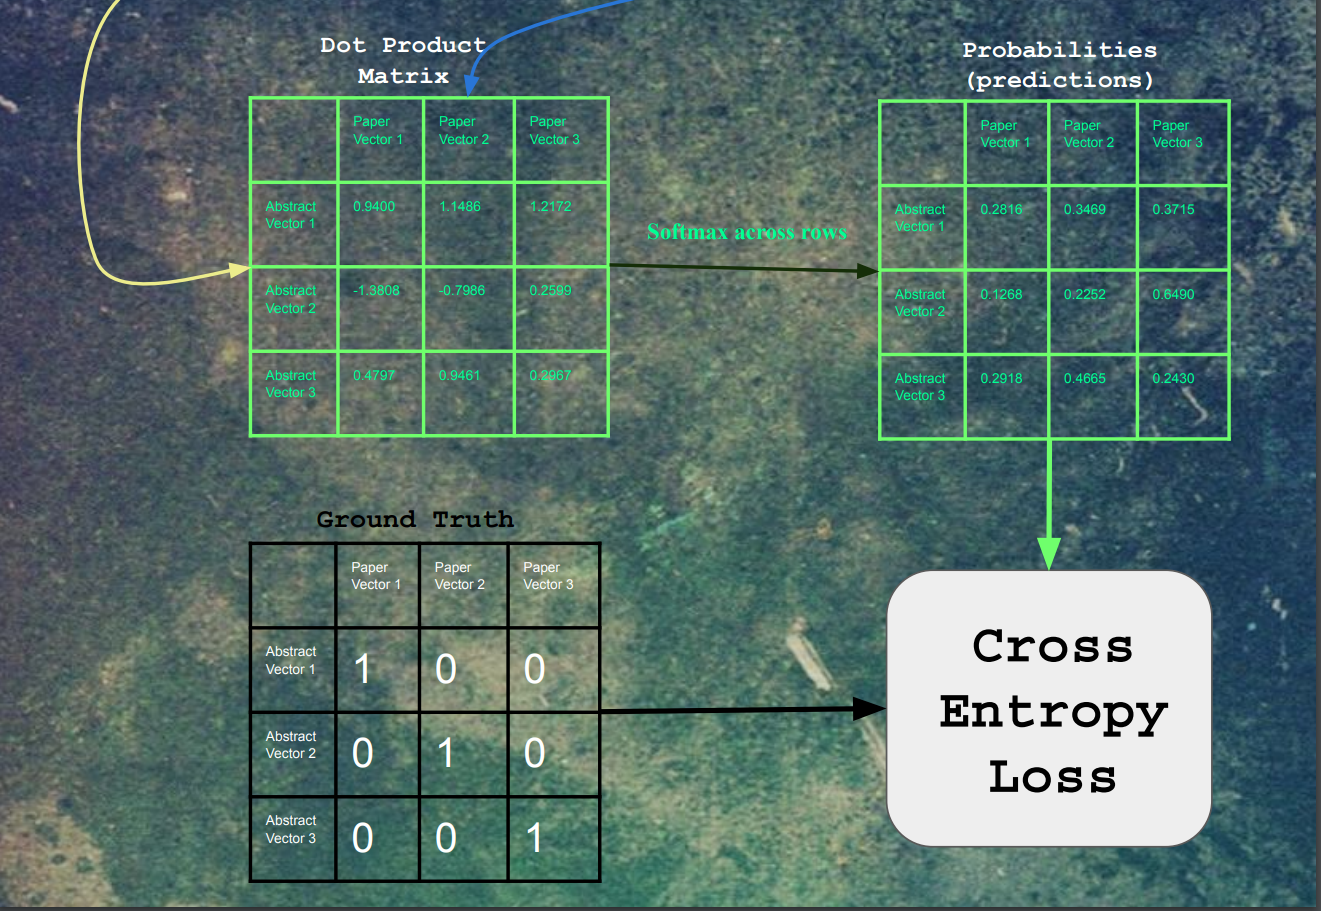 Dot Product
Matrix
Paper
Vector 1
Paper
Vector 2
Paper
Vector 3
Abstract
Vector 1
0.9400
1.1486
1.2172
Abstract
Vector 2
-1.3808
-0.7986
0.2599
Abstract
Vector 3
0.4797
0.9461
0.2967
Softmax across rows
Probabilities
(predictions)
Paper
Vector 1
Paper
Vector 2
Paper
Vector 3
Abstract
Vector 1
0.2816
0.3469
0.3715
Abstract
Vector 2
0.1268
0.2252
0.6490
Abstract
Vector 3
0.2918
0.4665
0.2430
Ground Truth
Paper
Vector 1
Paper
Vector 2
Paper
Vector 3
Abstract
Vector 1
1
0
0
Abstract
Vector 2
0
1
0
Abstract
Vector 3
0
0
1
Cross
Entropy
Loss